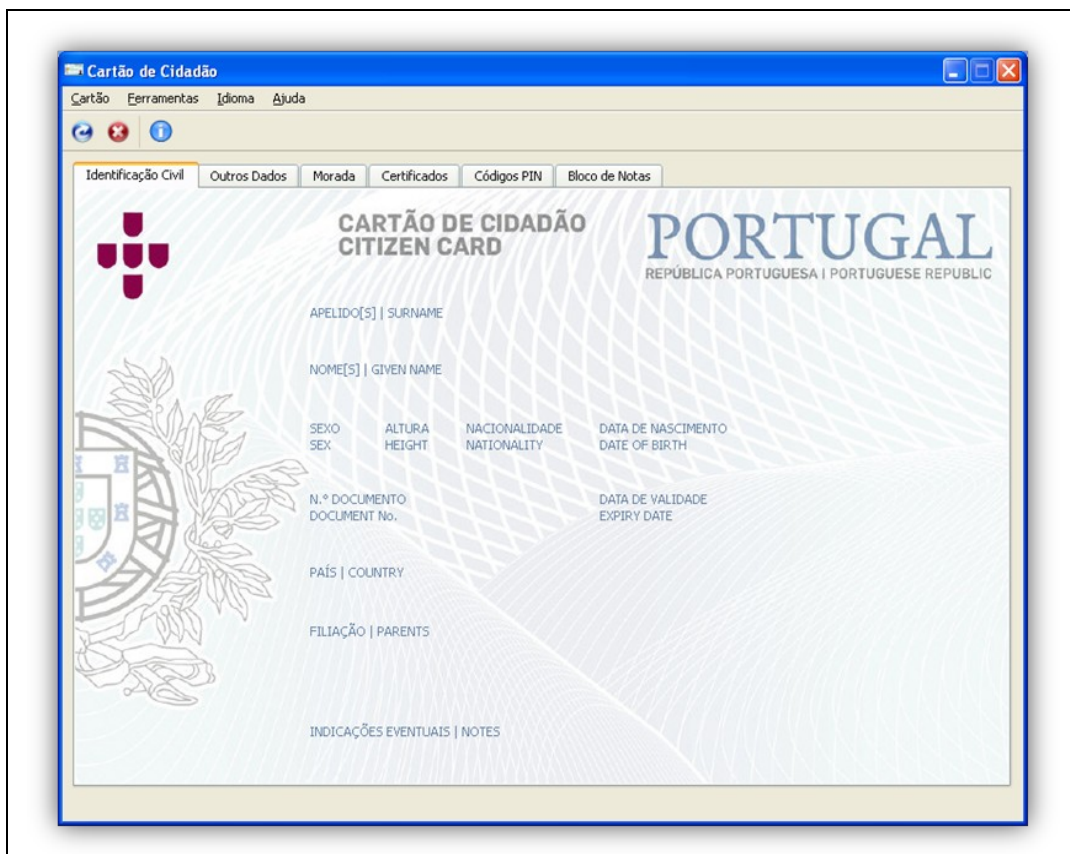 Cartão de Cidadão
Cartão Ferramentas Idioma Ajuda
Identificação Civil Outros Dados Morada Certificados Códigos PIN Bloco de Notas
CARTÃO DE CIDADÃO
CITIZEN CARD
PORTUGAL
REPÚBLICA PORTUGUESA | PORTUGUESE REPUBLIC
APELIDO[S] | SURNAME
NOME[S] | GIVEN NAME
SEXO ALTURA NACIONALIDADE DATA DE NASCIMENTO
SEX HEIGHT NATIONALITY DATE OF BIRTH
N.º DOCUMENTO DATA DE VALIDADE
DOCUMENT No. EXPIRY DATE
PAÍS | COUNTRY
FILIAÇÃO | PARENTS
INDICAÇÕES EVENTUAIS | NOTES